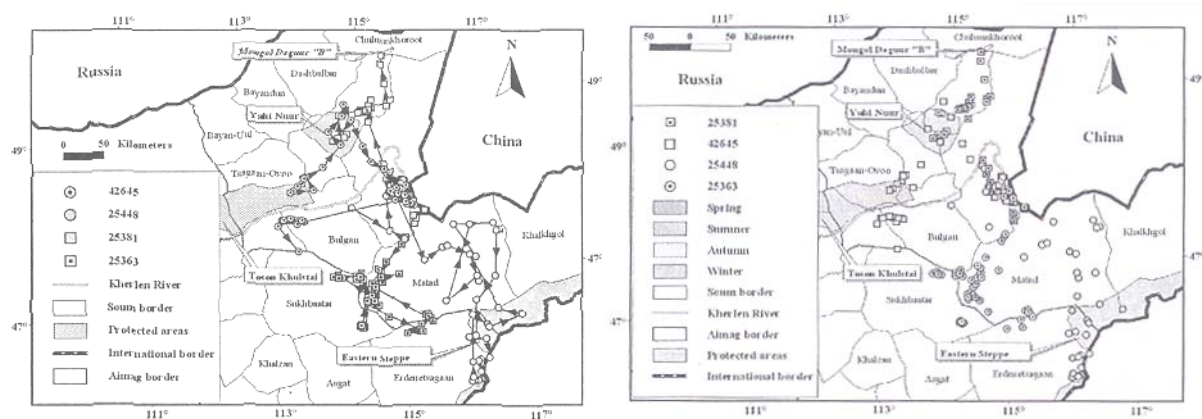 111° 113° 115° 117°
Mongol Daguur "B"
Chuluunkhoroot
N
Russia
Dashbalbar
49°
Bayandun
Yahi Nuur
China
Bayan-Uul
49°
0 50 Kilometers
Tsagaan-Ovoo
42645
25448
25381
25363
Khalkhgol
Bulgan
Toson Khulstai
47°
Kherlen River
Matad
Soum border
Sukhbaatar
Protected areas
47°
International border
Eastern Steppe
Aimag border
Khalzan
Asgat
Erdenetsagaan
111° 113° 115° 117°
111° 113° 115° 117°
50 0 50
Kilometers
Chuluunkhoroot
Mongol Daguur "B"
N
Russia
Dashbalbar
49°
Bayandun
Yahi Nuur
China
25381
42645
25448
25363
Bayan-Uul
49°
Tsagaan-Ovoo
Spring
Summer
Autumn
Winter
Soum border
Kherlen River
Aimag border
Protected areas
International border
Khalkhgol
Bulgan
47°
Toson Khulstai
Matad
Sukhbaatar
47°
Eastern Steppe
Khalzan
Asgat
Erdenetsagaan
111° 113° 115° 117°